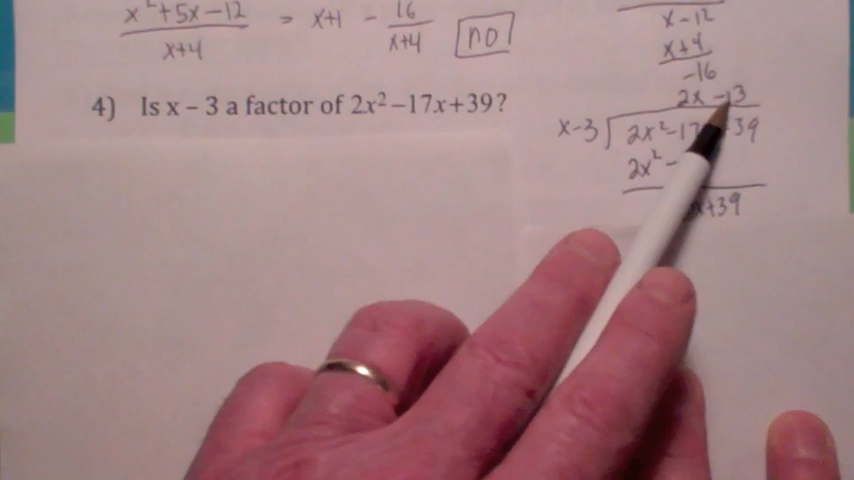 x²+5x-12 / x+4 = x+1 - 16/x+4 no
x-12
x+4
-16
4) Is x – 3 a factor of 2x²–17x+39?
2x -13
x-3 2x²-17 39
2x² -
x+39